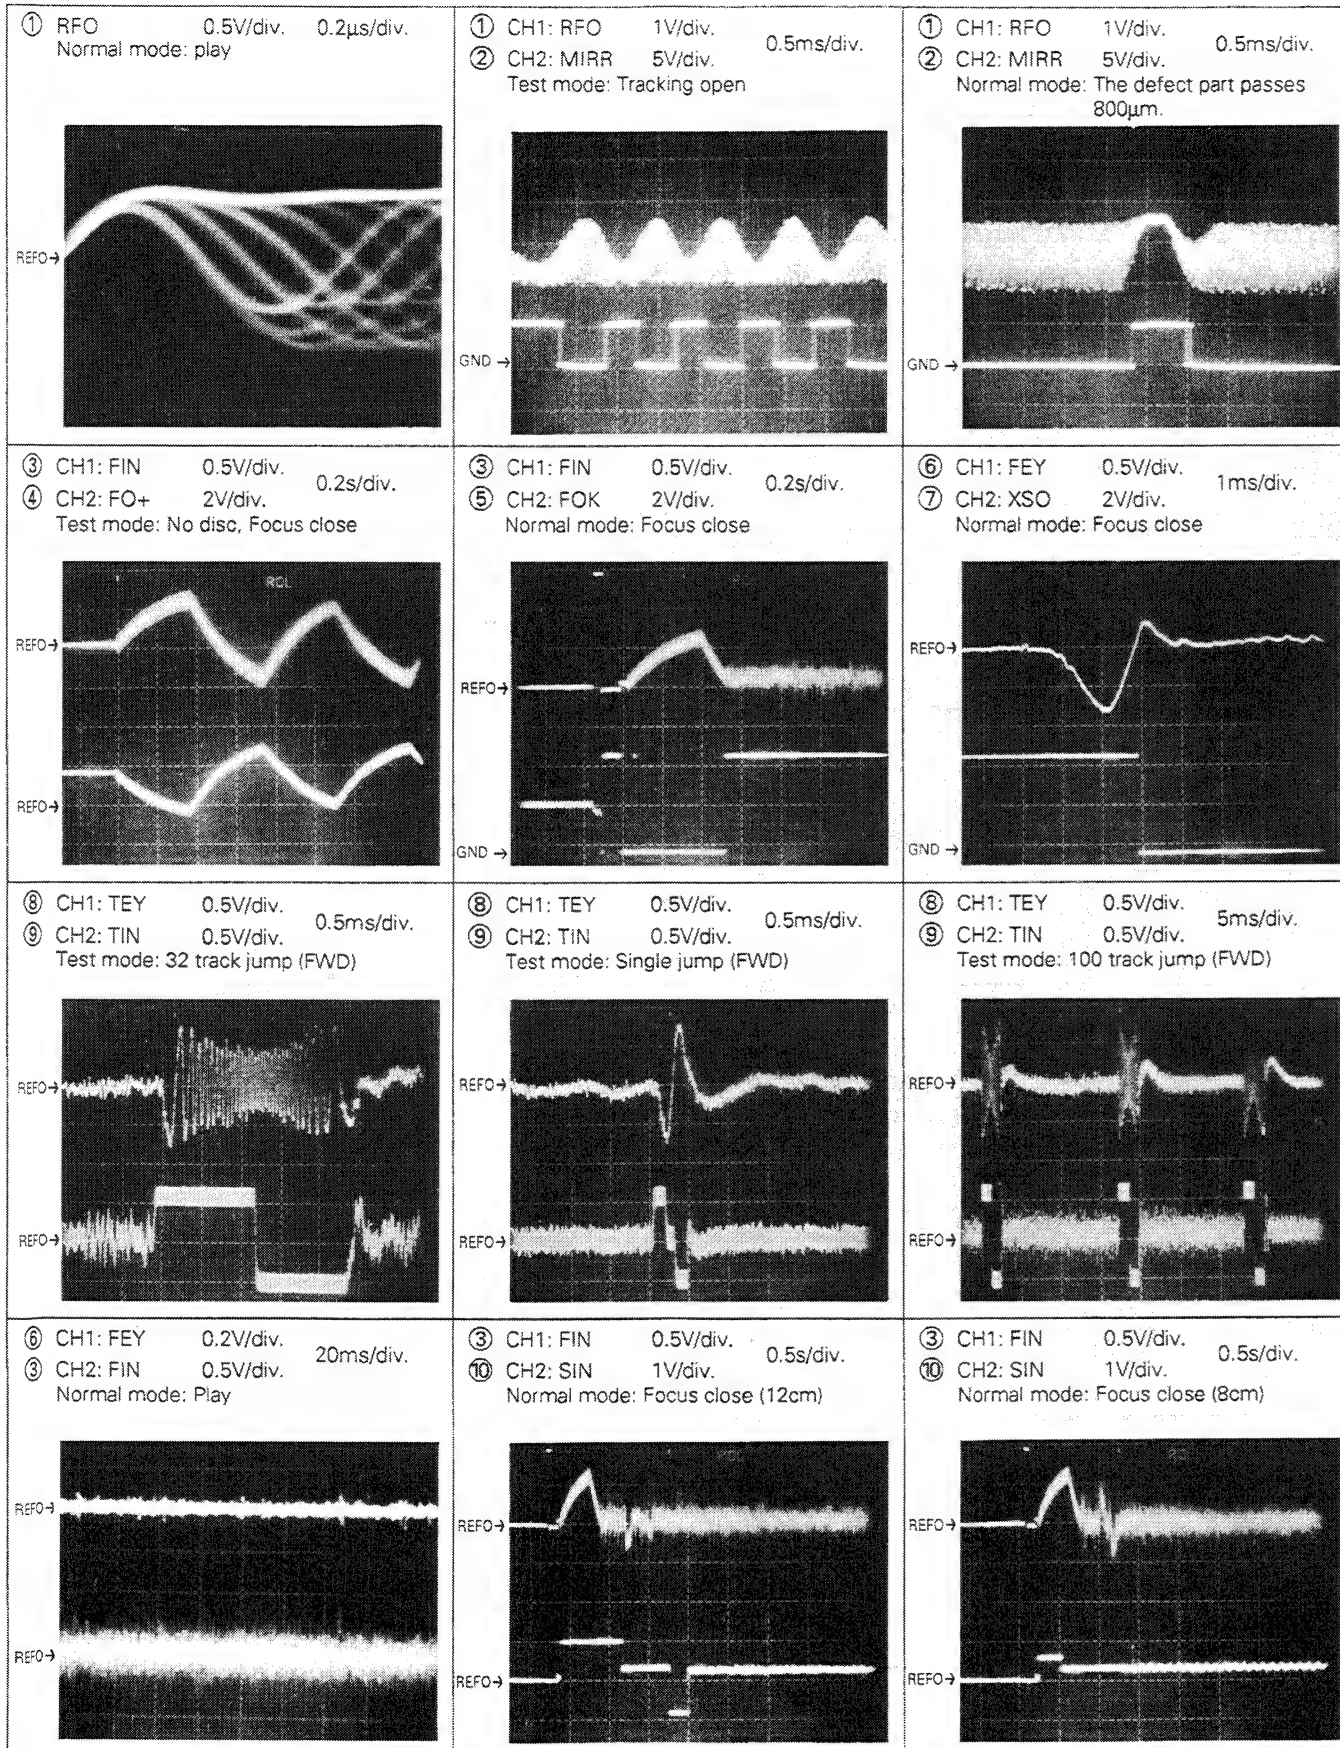 ① RFO 0.5V/div. 0.2µs/div.
Normal mode: play
REFO→
① CH1: RFO 1V/div.
0.5ms/div.
② CH2: MIRR 5V/div.
Test mode: Tracking open
GND →
① CH1: RFO 1V/div.
0.5ms/div.
② CH2: MIRR 5V/div.
Normal mode: The defect part passes
800µm.
GND →
③ CH1: FIN 0.5V/div.
0.2s/div.
④ CH2: FO+ 2V/div.
Test mode: No disc, Focus close
REFO→
REFO→
③ CH1: FIN 0.5V/div.
0.2s/div.
⑤ CH2: FOK 2V/div.
Normal mode: Focus close
REFO→
GND →
⑥ CH1: FEY 0.5V/div.
1ms/div.
⑦ CH2: XSO 2V/div.
Normal mode: Focus close
REFO→
GND →
⑧ CH1: TEY 0.5V/div.
0.5ms/div.
⑨ CH2: TIN 0.5V/div.
Test mode: 32 track jump (FWD)
REFO→
REFO→
⑧ CH1: TEY 0.5V/div.
0.5ms/div.
⑨ CH2: TIN 0.5V/div.
Test mode: Single jump (FWD)
REFO→
REFO→
⑧ CH1: TEY 0.5V/div.
5ms/div.
⑨ CH2: TIN 0.5V/div.
Test mode: 100 track jump (FWD)
REFO→
REFO→
⑥ CH1: FEY 0.2V/div.
20ms/div.
③ CH2: FIN 0.5V/div.
Normal mode: Play
REFO→
REFO→
③ CH1: FIN 0.5V/div.
0.5s/div.
⑩ CH2: SIN 1V/div.
Normal mode: Focus close (12cm)
REFO→
REFO→
③ CH1: FIN 0.5V/div.
0.5s/div.
⑩ CH2: SIN 1V/div.
Normal mode: Focus close (8cm)
REFO→
REFO→